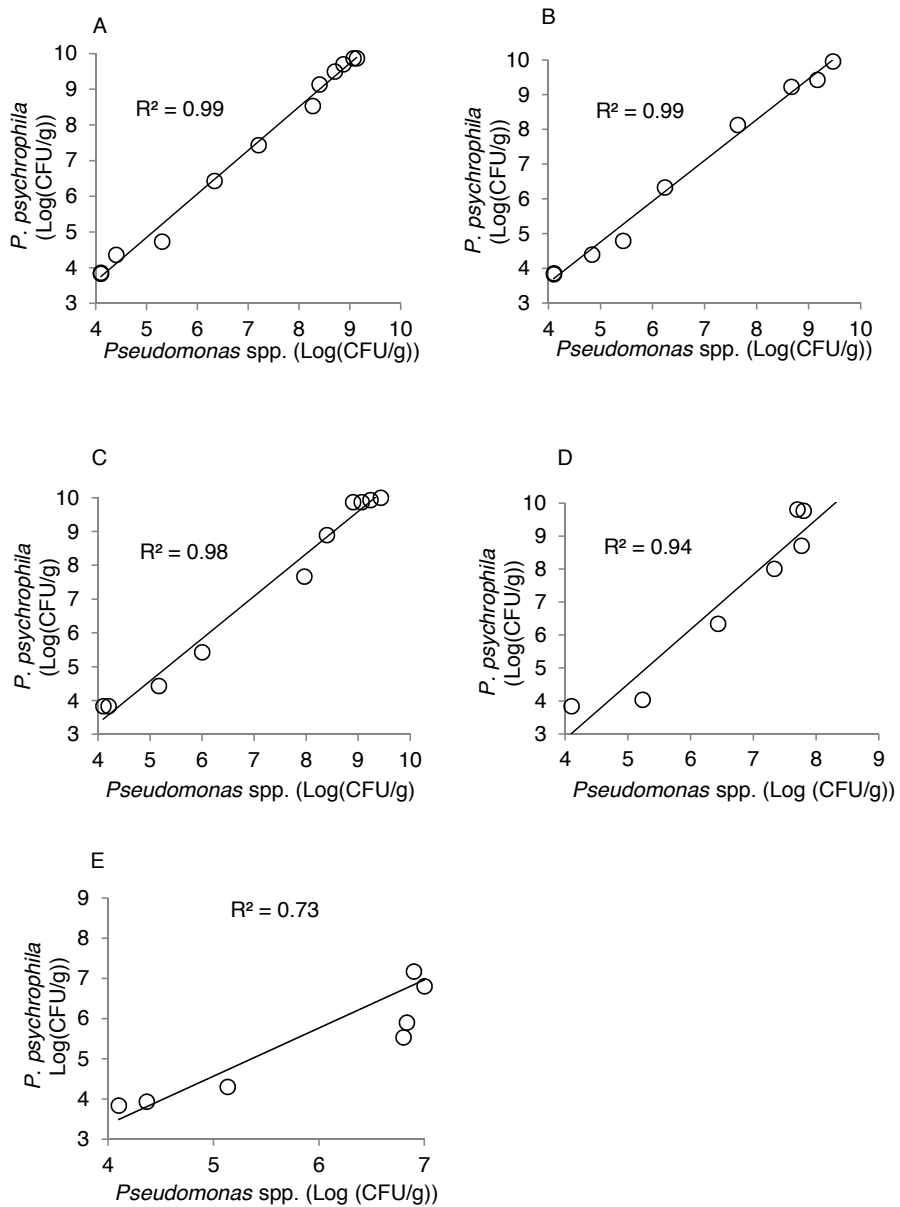 A
P. psychrophila
(Log(CFU/g))
10
9
8
7
6
5
4
3
R² = 0.99
4 5 6 7 8 9 10
Pseudomonas spp. (Log(CFU/g))
B
P. psychrophila
(Log(CFU/g))
10
9
8
7
6
5
4
3
R² = 0.99
4 5 6 7 8 9 10
Pseudomonas spp. (Log(CFU/g))
C
P. psychrophila
(Log(CFU/g)
10
9
8
7
6
5
4
3
R² = 0.98
4 5 6 7 8 9 10
Pseudomonas spp. (Log(CFU/g)
D
P. psychrophila
(Log(CFU/g))
10
9
8
7
6
5
4
3
R² = 0.94
4 5 6 7 8 9
Pseudomonas spp. (Log (CFU/g))
E
P. psychrophila
Log(CFU/g))
9
8
7
6
5
4
3
R² = 0.73
4 5 6 7
Pseudomonas spp. (Log (CFU/g))